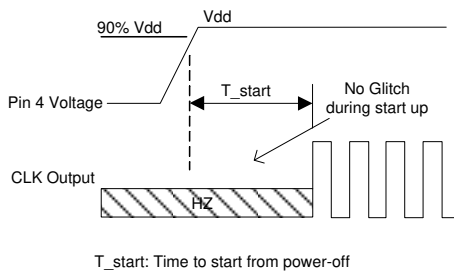 90% Vdd
Vdd
Pin 4 Voltage
T_start
No Glitch
during start up
CLK Output
HZ
T_start: Time to start from power-off